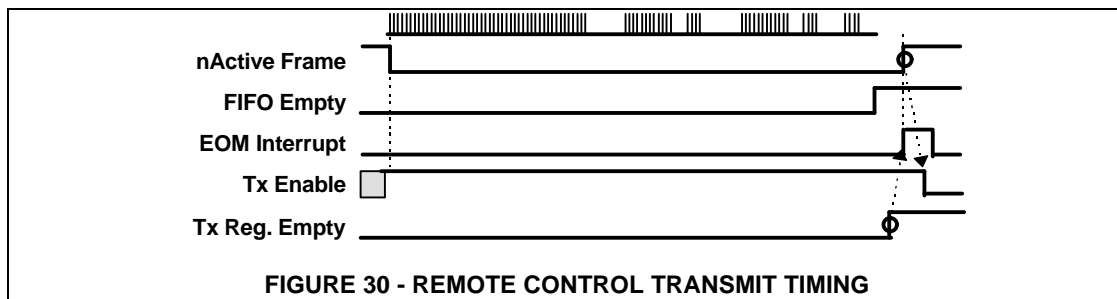 nActive Frame
FIFO Empty
EOM Interrupt
Tx Enable
Tx Reg. Empty
FIGURE 30 - REMOTE CONTROL TRANSMIT TIMING